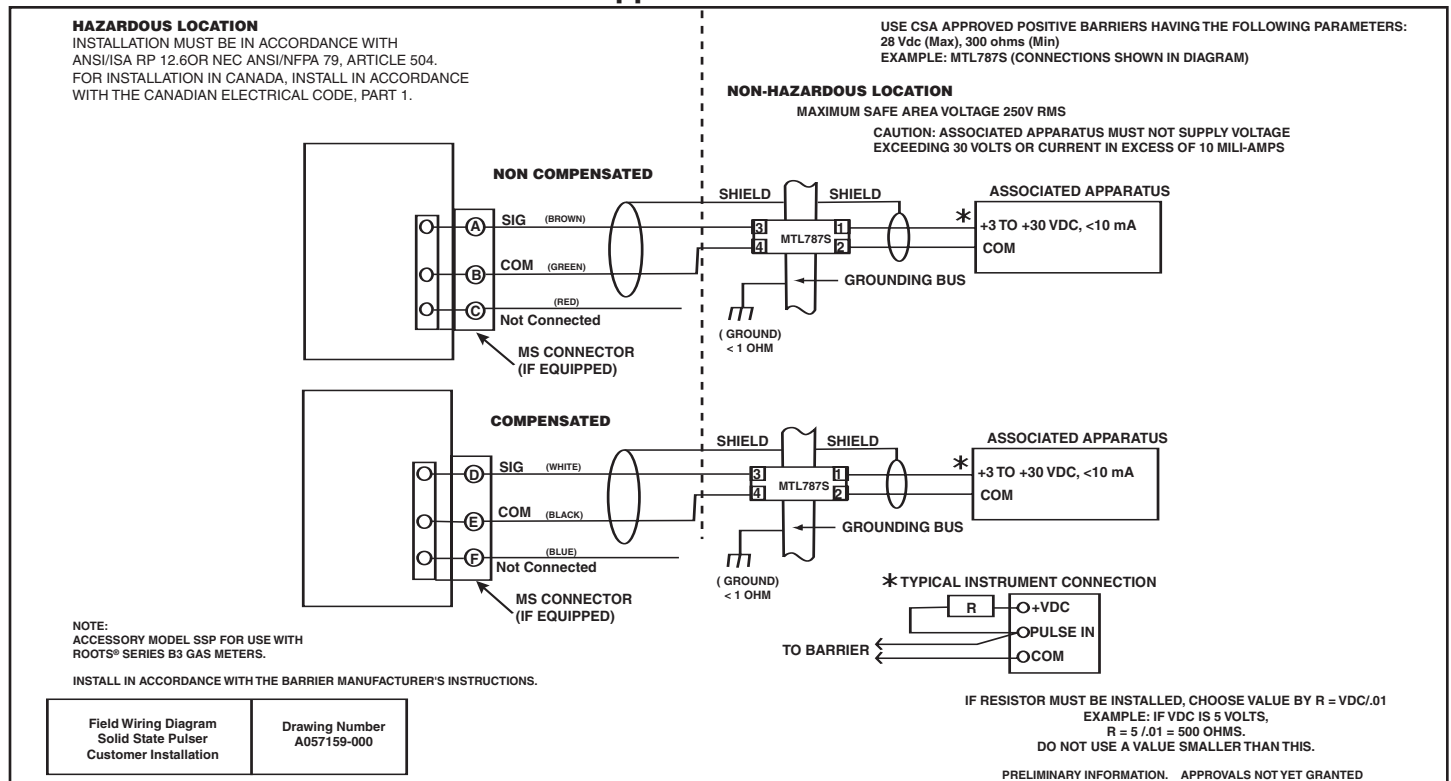 HAZARDOUS LOCATION
INSTALLATION MUST BE IN ACCORDANCE WITH
ANSI/ISA RP 12.6OR NEC ANSI/NFPA 79, ARTICLE 504.
FOR INSTALLATION IN CANADA, INSTALL IN ACCORDANCE
WITH THE CANADIAN ELECTRICAL CODE, PART 1.
USE CSA APPROVED POSITIVE BARRIERS HAVING THE FOLLOWING PARAMETERS:
28 Vdc (Max), 300 ohms (Min)
EXAMPLE: MTL787S (CONNECTIONS SHOWN IN DIAGRAM)
NON-HAZARDOUS LOCATION
MAXIMUM SAFE AREA VOLTAGE 250V RMS
CAUTION: ASSOCIATED APPARATUS MUST NOT SUPPLY VOLTAGE
EXCEEDING 30 VOLTS OR CURRENT IN EXCESS OF 10 MILI-AMPS
NON COMPENSATED
A SIG (BROWN)
B COM (GREEN)
C (RED)
Not Connected
MS CONNECTOR
(IF EQUIPPED)
SHIELD SHIELD
3 MTL787S 1
4 2
GROUNDING BUS
( GROUND)
< 1 OHM
ASSOCIATED APPARATUS
* +3 TO +30 VDC, <10 mA
COM
COMPENSATED
D SIG (WHITE)
E COM (BLACK)
F (BLUE)
Not Connected
MS CONNECTOR
(IF EQUIPPED)
SHIELD SHIELD
3 MTL787S 1
4 2
GROUNDING BUS
( GROUND)
< 1 OHM
ASSOCIATED APPARATUS
* +3 TO +30 VDC, <10 mA
COM
* TYPICAL INSTRUMENT CONNECTION
R +VDC
PULSE IN
TO BARRIER
COM
NOTE:
ACCESSORY MODEL SSP FOR USE WITH
ROOTS® SERIES B3 GAS METERS.
INSTALL IN ACCORDANCE WITH THE BARRIER MANUFACTURER'S INSTRUCTIONS.
Field Wiring Diagram
Solid State Pulser
Customer Installation
Drawing Number
A057159-000
IF RESISTOR MUST BE INSTALLED, CHOOSE VALUE BY R = VDC/.01
EXAMPLE: IF VDC IS 5 VOLTS,
R = 5 /.01 = 500 OHMS.
DO NOT USE A VALUE SMALLER THAN THIS.
PRELIMINARY INFORMATION. APPROVALS NOT YET GRANTED